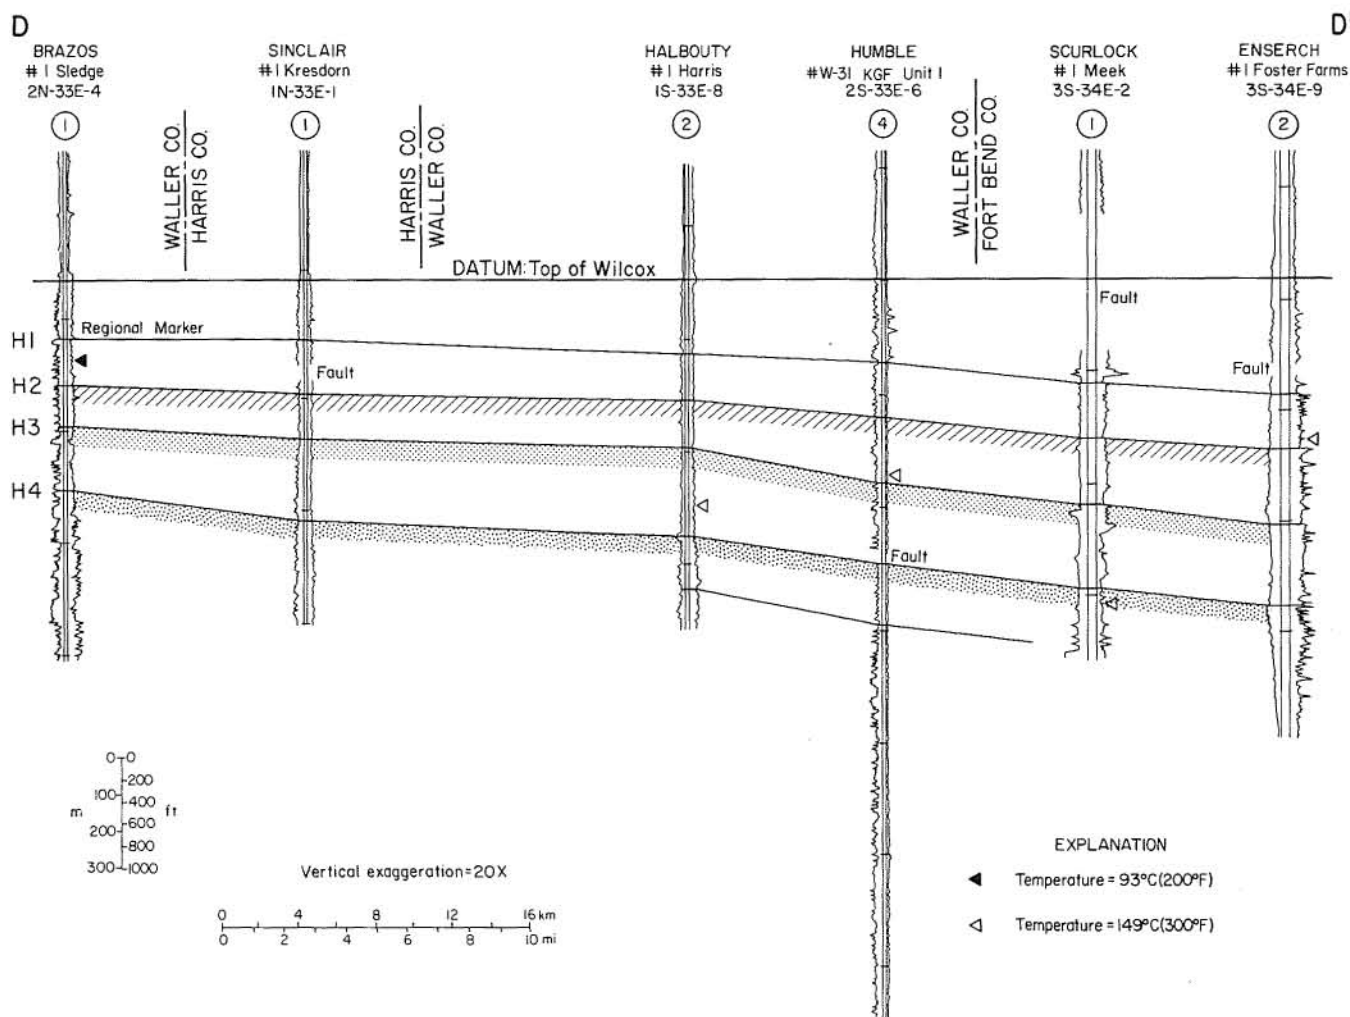 D
D'
BRAZOS
# 1 Sledge
2N-33E-4
1
SINCLAIR
# 1 Kresdorn
1N-33E-1
1
HALBOUTY
# 1 Harris
1S-33E-8
2
HUMBLE
#W-31 KGF Unit 1
2S-33E-6
4
SCURLOCK
# 1 Meek
3S-34E-2
1
ENSERCH
# 1 Foster Farms
3S-34E-9
2
WALLER CO.
HARRIS CO.
HARRIS CO.
WALLER CO.
WALLER CO.
FORT BEND CO.
DATUM: Top of Wilcox
Fault
H1
Regional Marker
Fault
Fault
H2
H3
H4
Fault
0 0
200
100
400
m ft
600
200
800
300 1000
Vertical exaggeration=20X
0 4 8 12 16 km
0 2 4 6 8 10 mi
EXPLANATION
Temperature = 93°C(200°F)
Temperature = 149°C(300°F)